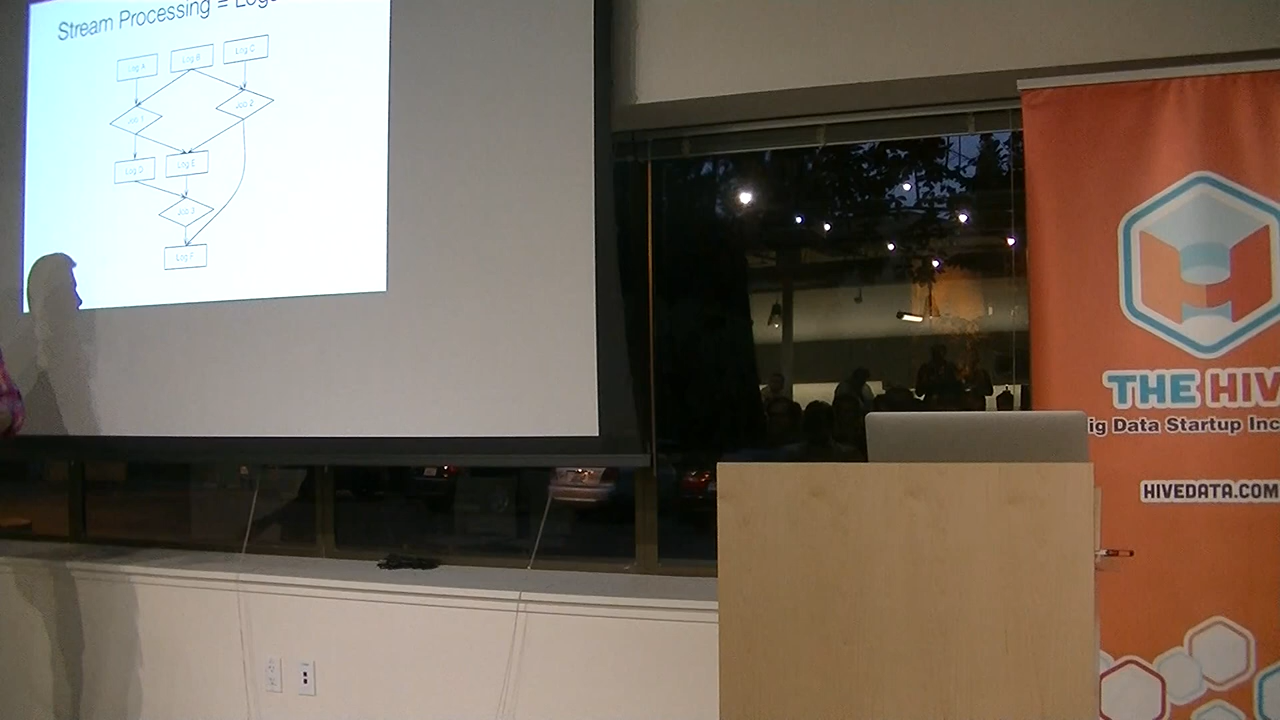 Stream Processing = Logs
Log A
Log B
Log C
Job 1
Job 2
Log D
Log E
Job 3
Log F
THE HIV
ig Data Startup Inc
HIVEDATA.COM